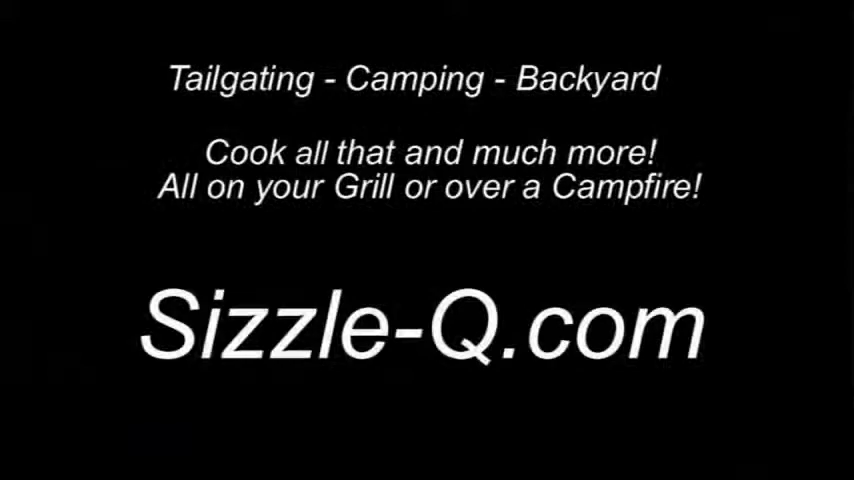 Tailgating - Camping - Backyard
Cook all that and much more!
All on your Grill or over a Campfire!
Sizzle-Q.com